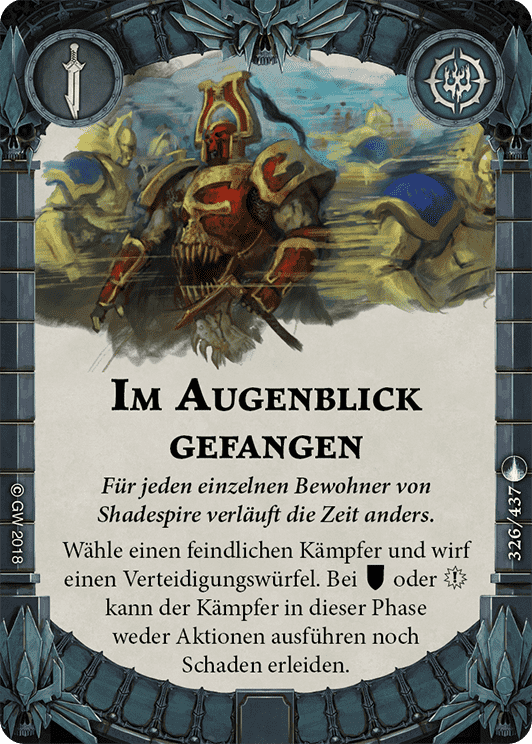 Im Augenblick
gefangen
Für jeden einzelnen Bewohner von
Shadespire verläuft die Zeit anders.
Wähle einen feindlichen Kämpfer und wirf
einen Verteidigungswürfel. Bei oder
kann der Kämpfer in dieser Phase
weder Aktionen ausführen noch
Schaden erleiden.
© GW 2018
326/437